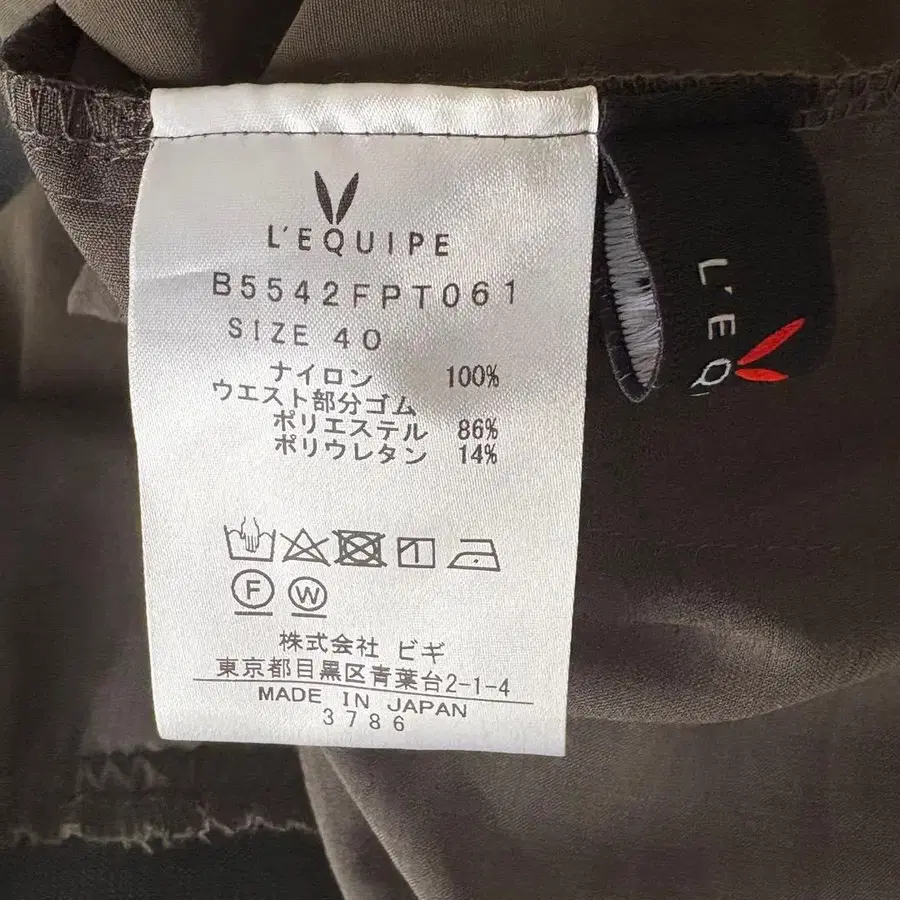 L'EQUIPE
B5542FPT061
SIZE 40
ナイロン 100%
ウエスト部分ゴム
ポリエステル 86%
ポリウレタン 14%
F W
株式会社 ビギ
東京都目黒区青葉台2-1-4
MADE IN JAPAN
3786
L'EQ